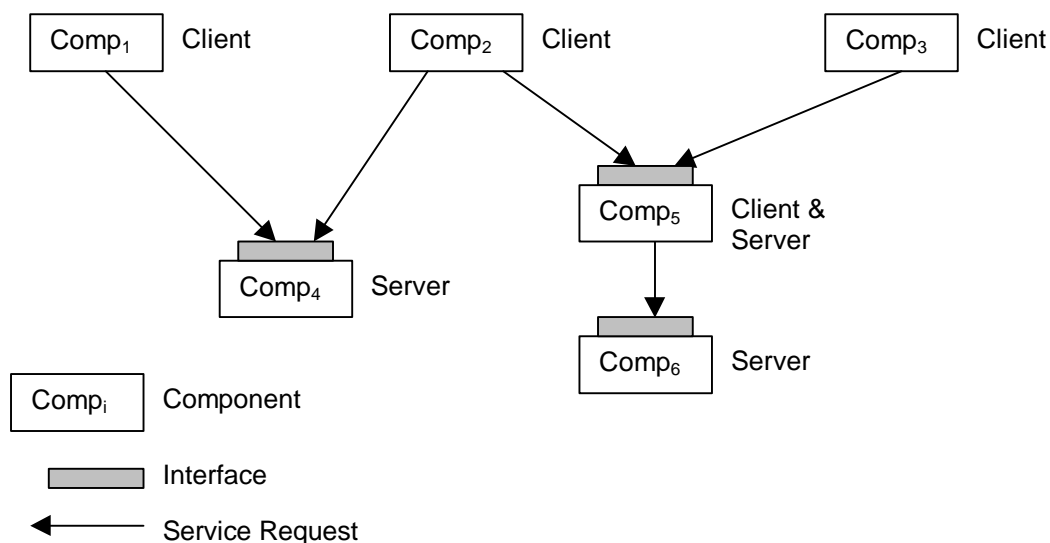 Comp₁ Client
Comp₂ Client
Comp₃ Client
Comp₅ Client &
Server
Comp₄ Server
Comp₆ Server
Compᵢ Component
Interface
Service Request